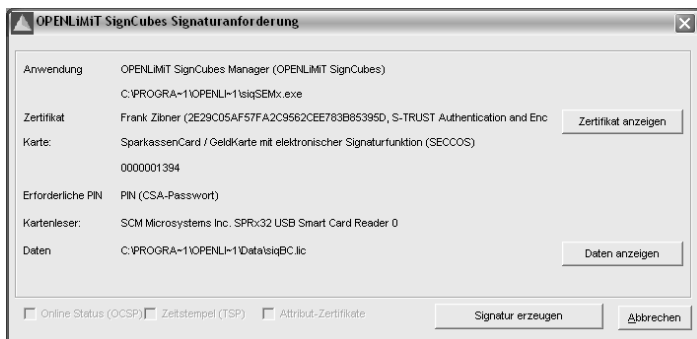 OPENLiMiT SignCubes Signaturanforderung
Anwendung OPENLiMiT SignCubes Manager (OPENLiMiT SignCubes)
C:\PROGRA~1\OPENLI~1\siqSEMx.exe
Zertifikat Frank Zibner (2E29C05AF57FA2C9562CEE783B85395D, S-TRUST Authentication and Enc Zertifikat anzeigen
Karte: SparkassenCard / GeldKarte mit elektronischer Signaturfunktion (SECCOS)
0000001394
Erforderliche PIN PIN (CSA-Passwort)
Kartenleser: SCM Microsystems Inc. SPRx32 USB Smart Card Reader 0
Daten C:\PROGRA~1\OPENLI~1\Data\siqBC.lic Daten anzeigen
Online Status (OCSP) Zeitstempel (TSP) Attribut-Zertifikate Signatur erzeugen Abbrechen